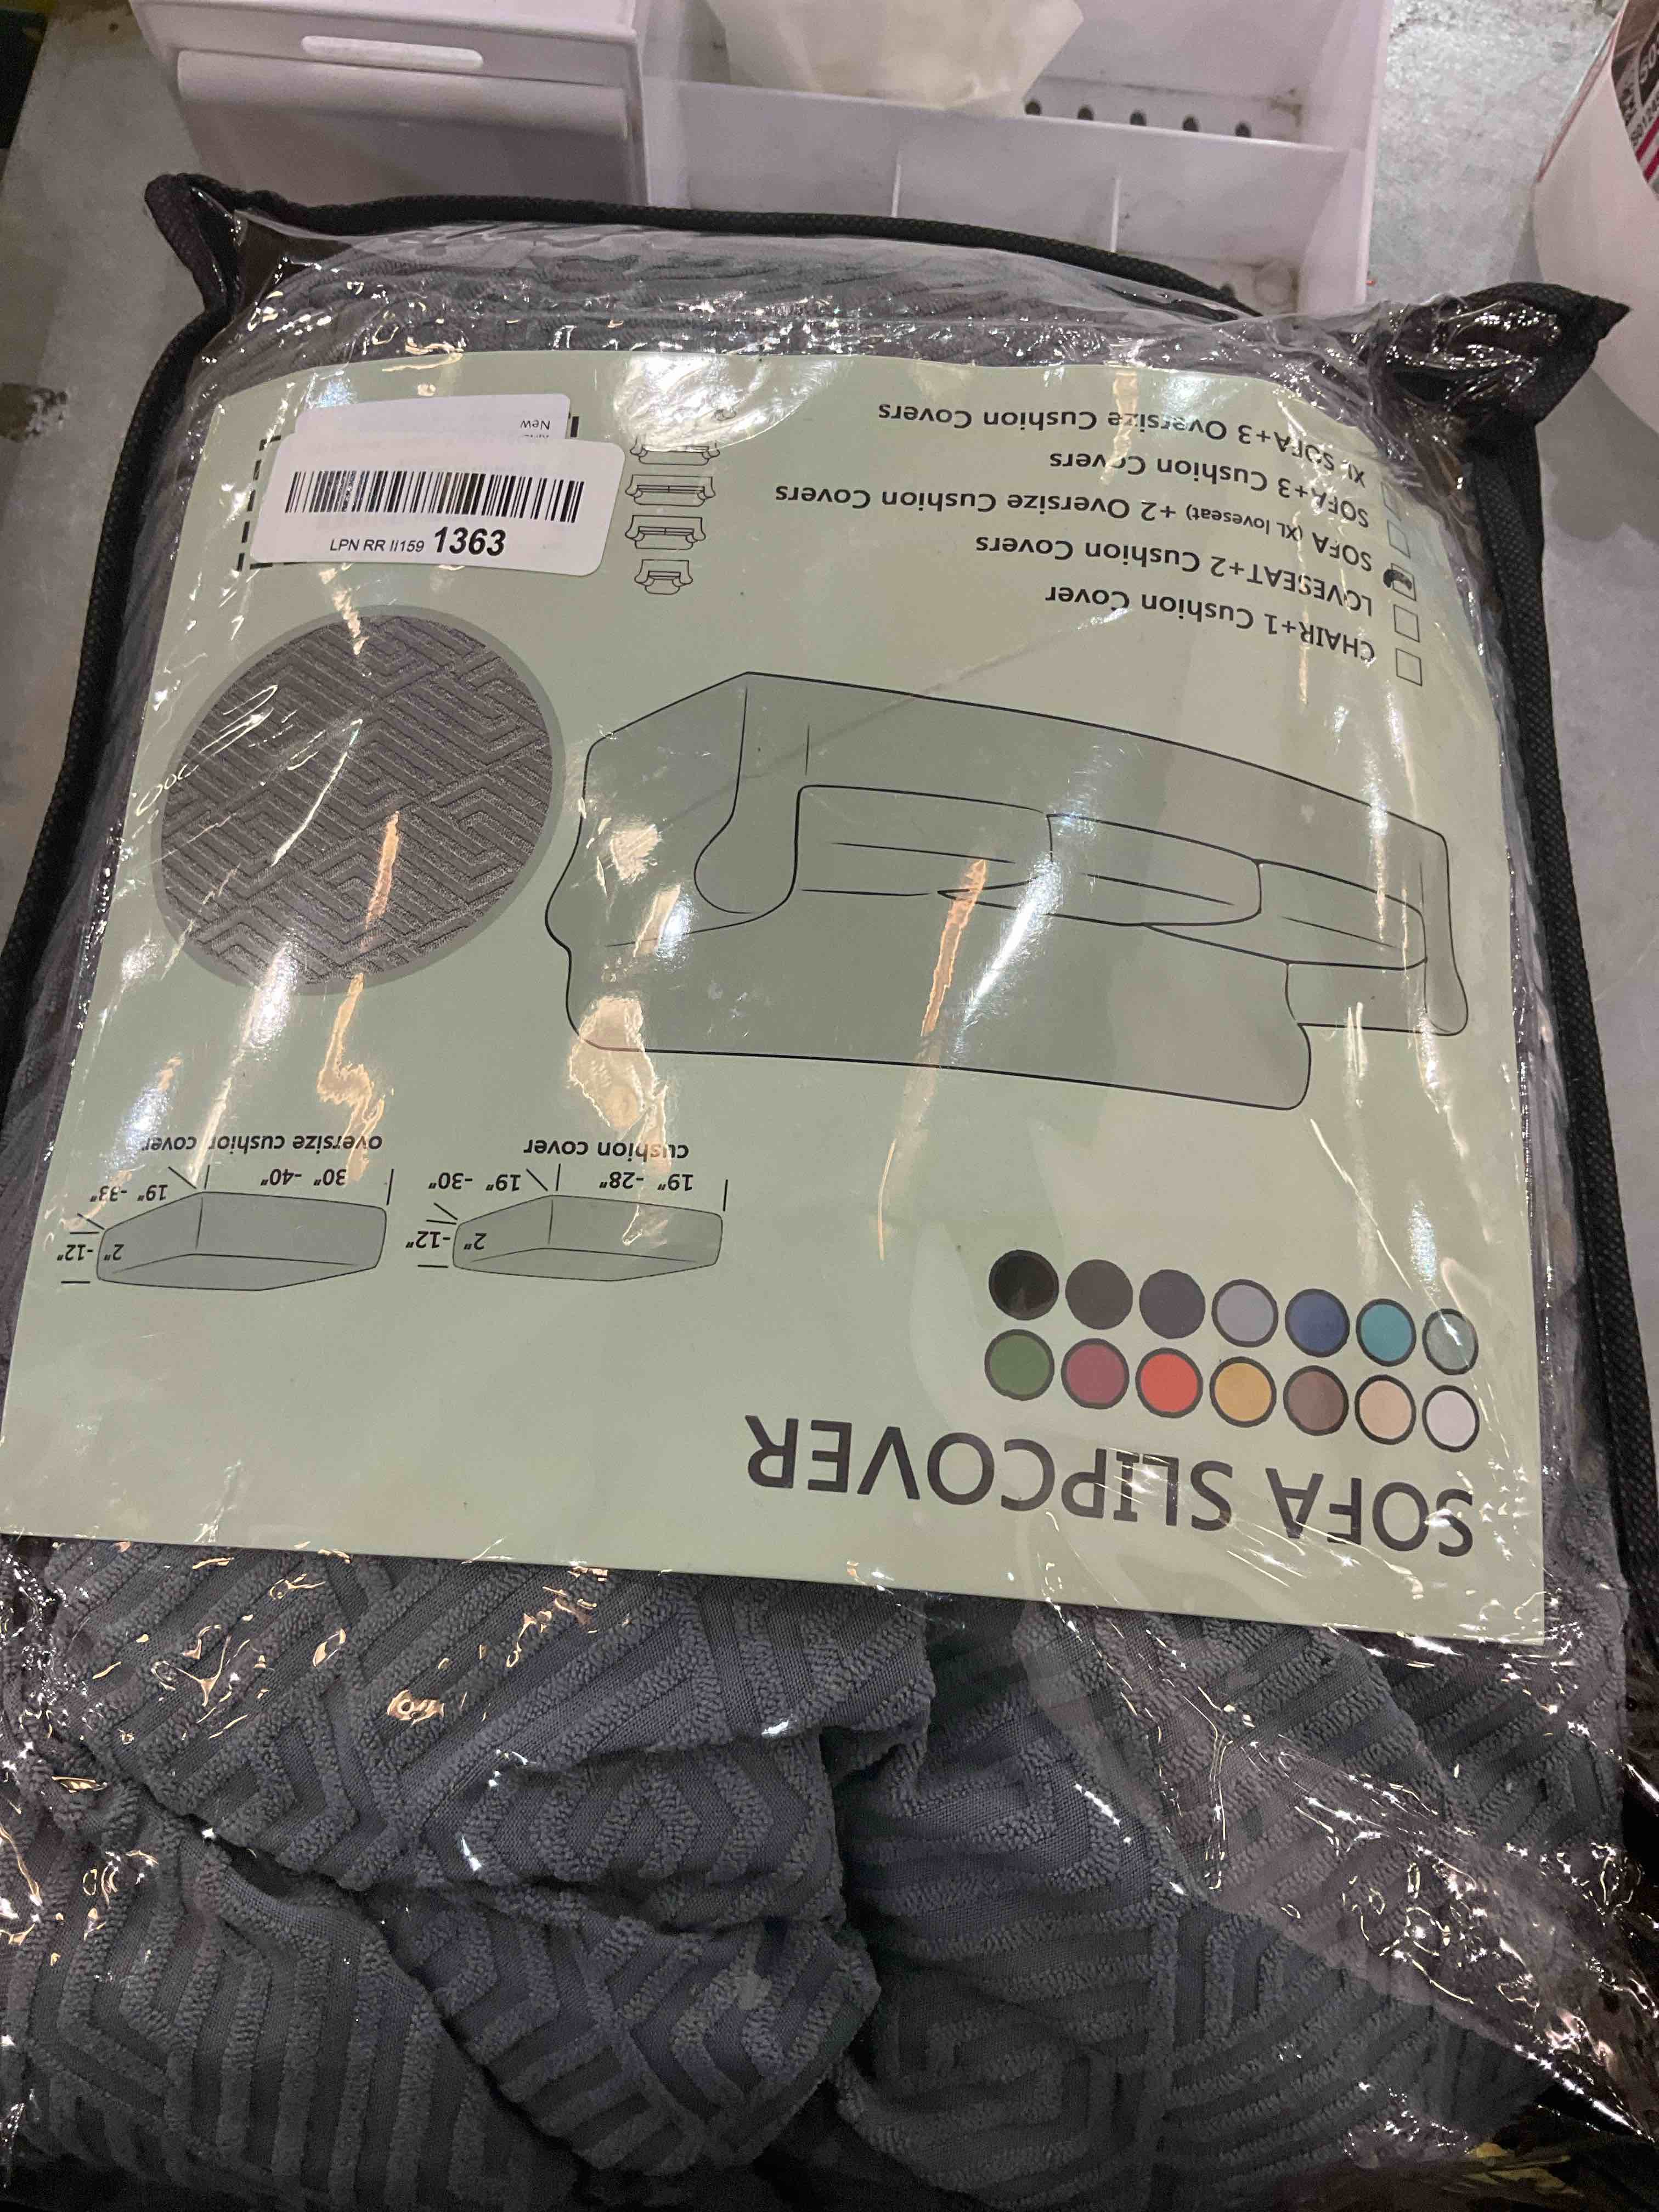 SOFA SLIPCOVER
2" -12"
19" -28"
19" -30"
cushion cover
2" -12"
30" -40"
19" -33"
oversize cushion cover
CHAIR+1 Cushion Cover
LOVESEAT+2 Cushion Covers
SOFA (XL loveseat) +2 Oversize Cushion Covers
SOFA+3 Cushion Covers
XL SOFA+3 Oversize Cushion Covers
LPN RR II159 1363
New